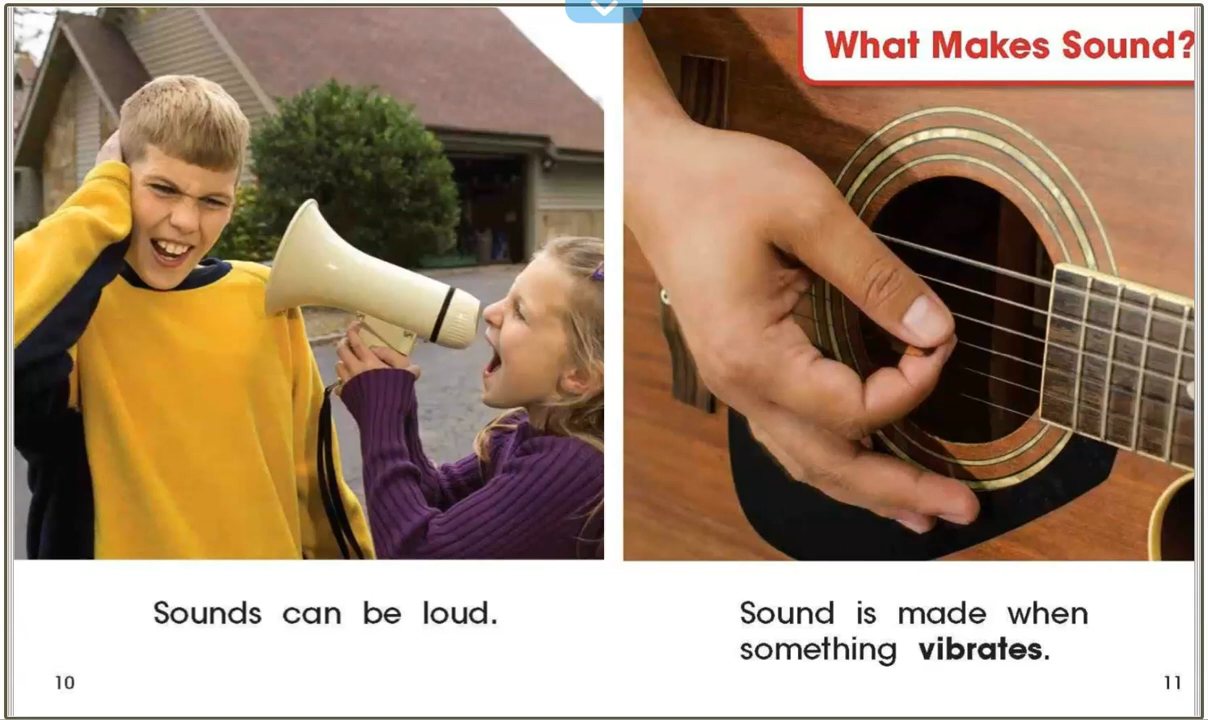 Sounds can be loud.
10
What Makes Sound?
Sound is made when
something vibrates.
11